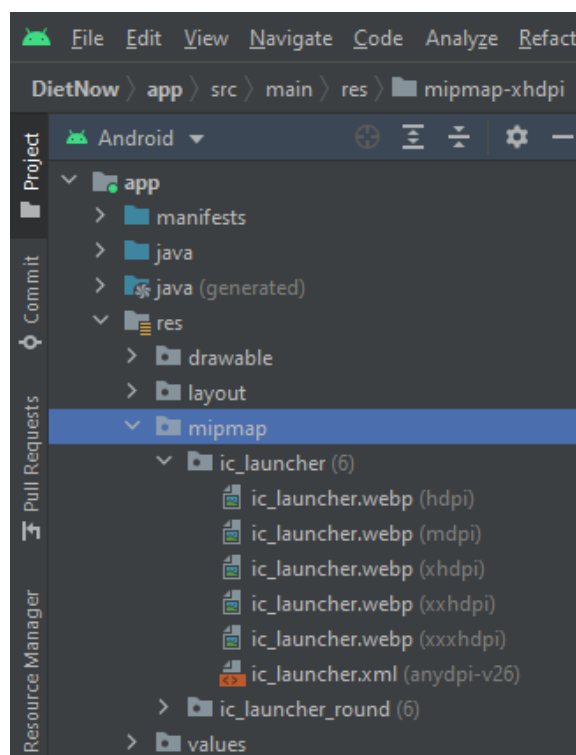 File Edit View Navigate Code Analyze Refact
DietNow app src main res mipmap-xhdpi
Android
app
manifests
java
java (generated)
res
drawable
layout
mipmap
ic_launcher (6)
ic_launcher.webp (hdpi)
ic_launcher.webp (mdpi)
ic_launcher.webp (xhdpi)
ic_launcher.webp (xxhdpi)
ic_launcher.webp (xxxhdpi)
ic_launcher.xml (anydpi-v26)
ic_launcher_round (6)
values
Project
Commit
Pull Requests
Resource Manager